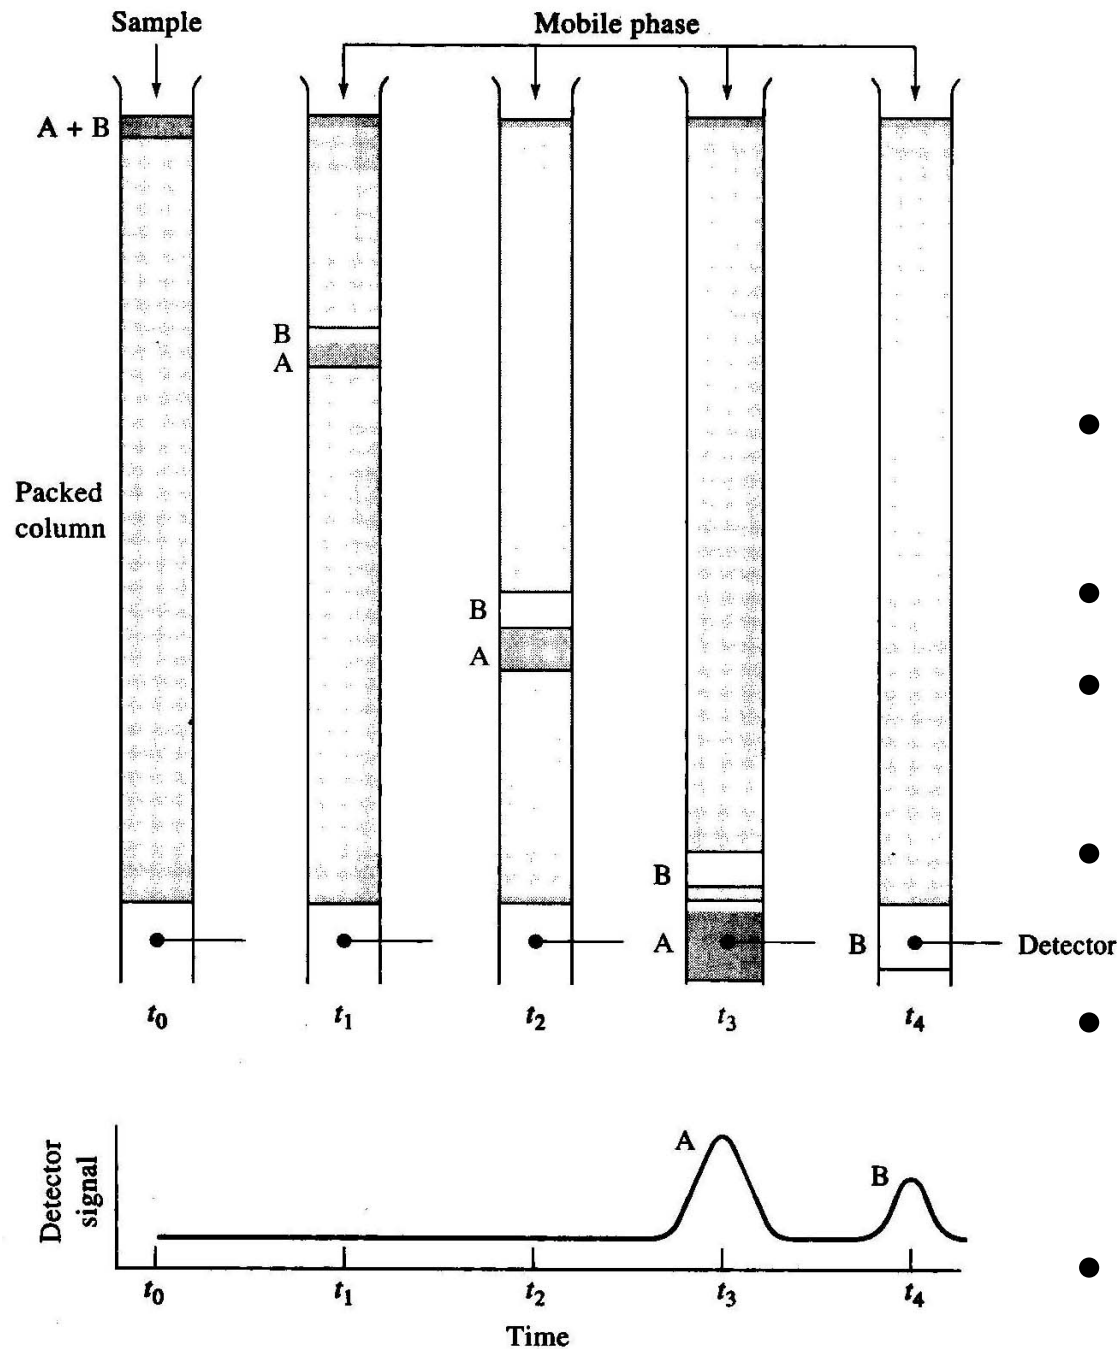 Sample
Mobile phase
A + B
B
A
Packed
column
B
A
B
A
B
Detector
t0
t1
t2
t3
t4
Detector
signal
A
B
t0
t1
t2
t3
t4
Time